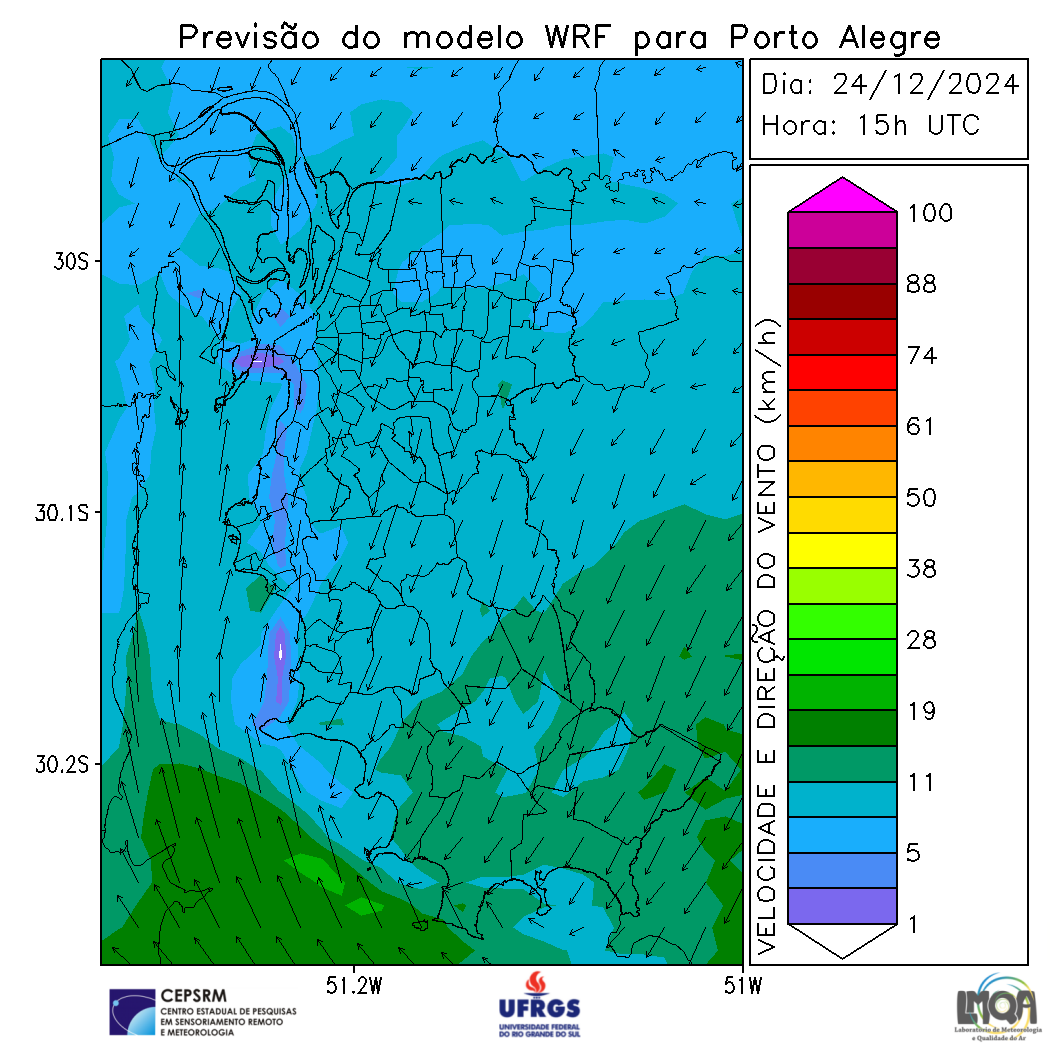 Previsão do modelo WRF para Porto Alegre
Dia: 24/12/2024
Hora: 15h UTC
30S
30.1S
30.2S
51.2W
51W
VELOCIDADE E DIREÇÃO DO VENTO (km/h)
100
88
74
61
50
38
28
19
11
5
1
CEPSRM
CENTRO ESTADUAL DE PESQUISAS
EM SENSORIAMENTO REMOTO
E METEOROLOGIA
UFRGS
UNIVERSIDADE FEDERAL
DO RIO GRANDE DO SUL
LMQA
Laboratório de Meteorologia
e Qualidade do Ar